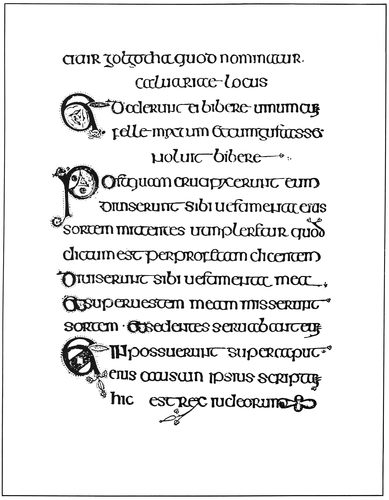 citur golgotha quod nominatur.
caluariae locus
Et dederunt ei bibere uinum cum
felle mixtum et cum gustasset
noluit bibere
Postquam crucifixerunt eum
diuiserunt sibi uestimenta eius
sortem mittentes ut impleretur quod
dictum est per profetam dicentem
Diuiserunt sibi uestimenta mea
et super uestem meam misserunt
sortem · et sedentes seruabant eum
Et inpossuerunt super caput
eius causam ipsius scriptam
hic est rex iudeorum